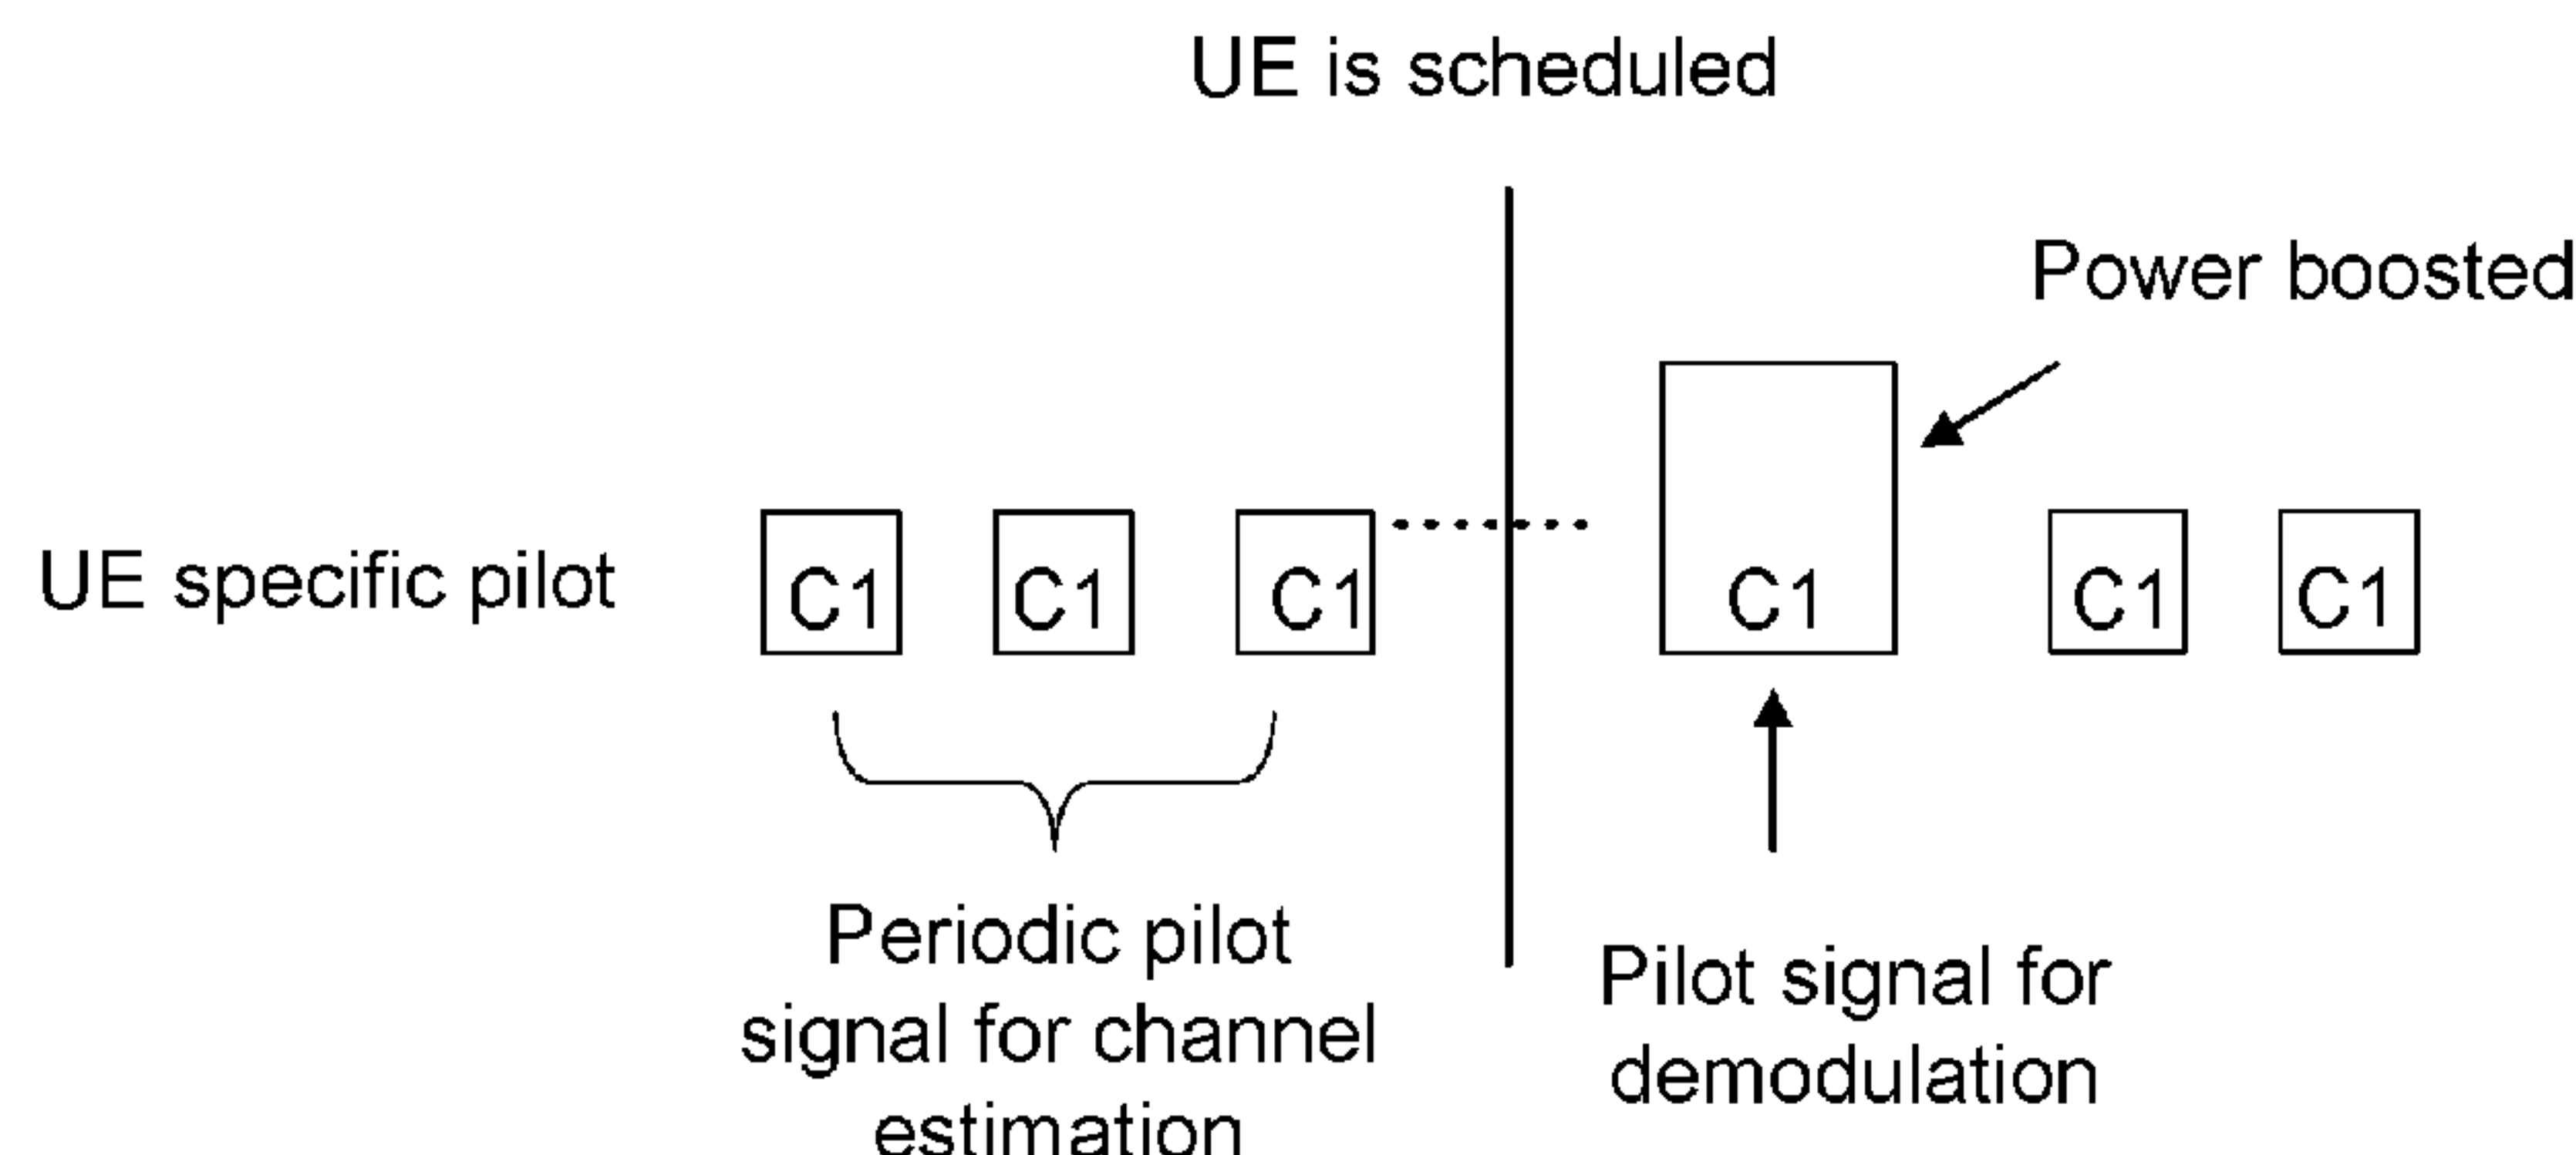 UE is scheduled
Power boosted
UE specific pilot
C1
C1
C1
C1
C1
C1
Periodic pilot
signal for channel
estimation
Pilot signal for
demodulation